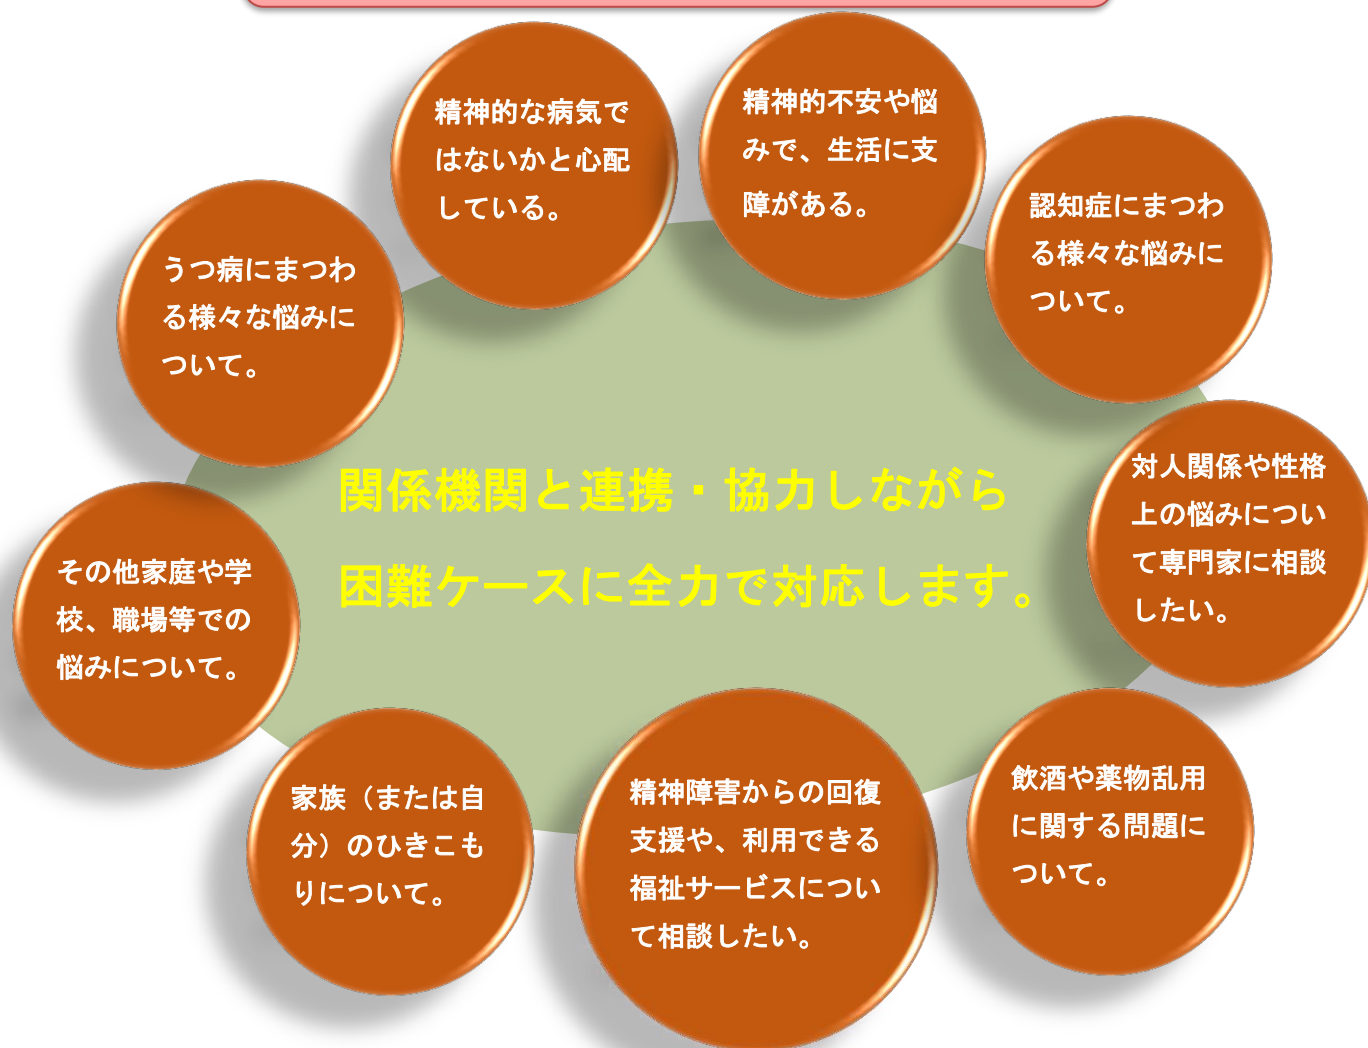 精神的な病気で
はないかと心配
している。
精神的不安や悩
みで、生活に支
障がある。
認知症にまつわ
る様々な悩みに
ついて。
うつ病にまつわ
る様々な悩みに
ついて。
対人関係や性格
上の悩みについ
て専門家に相談
したい。
関係機関と連携・協力しながら
困難ケースに全力で対応します。
その他家庭や学
校、職場等での
悩みについて。
家族（または自
分）のひきこも
りについて。
精神障害からの回復
支援や、利用できる
福祉サービスについ
て相談したい。
飲酒や薬物乱用
に関する問題に
ついて。